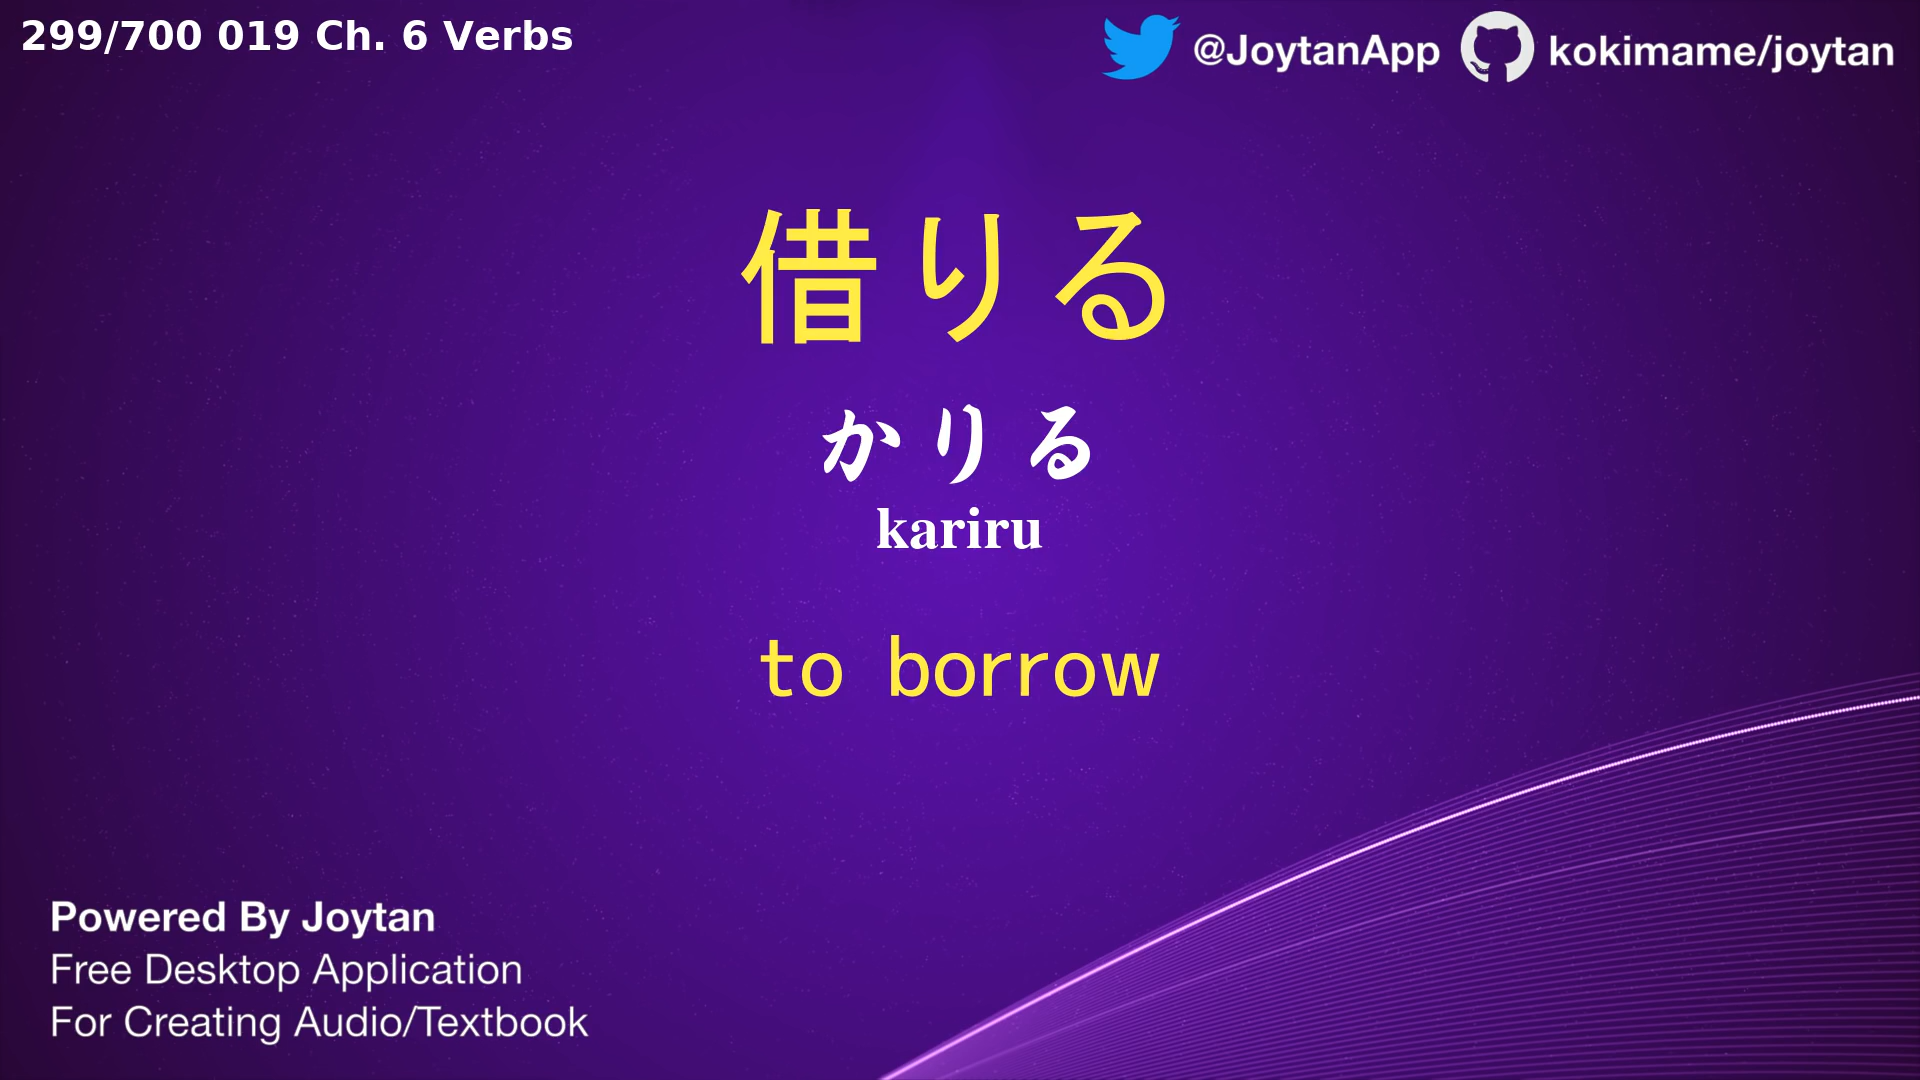 299/700 019 Ch. 6 Verbs
@JoytanApp kokimame/joytan
借りる
かりる
kariru
to borrow
Powered By Joytan
Free Desktop Application
For Creating Audio/Textbook